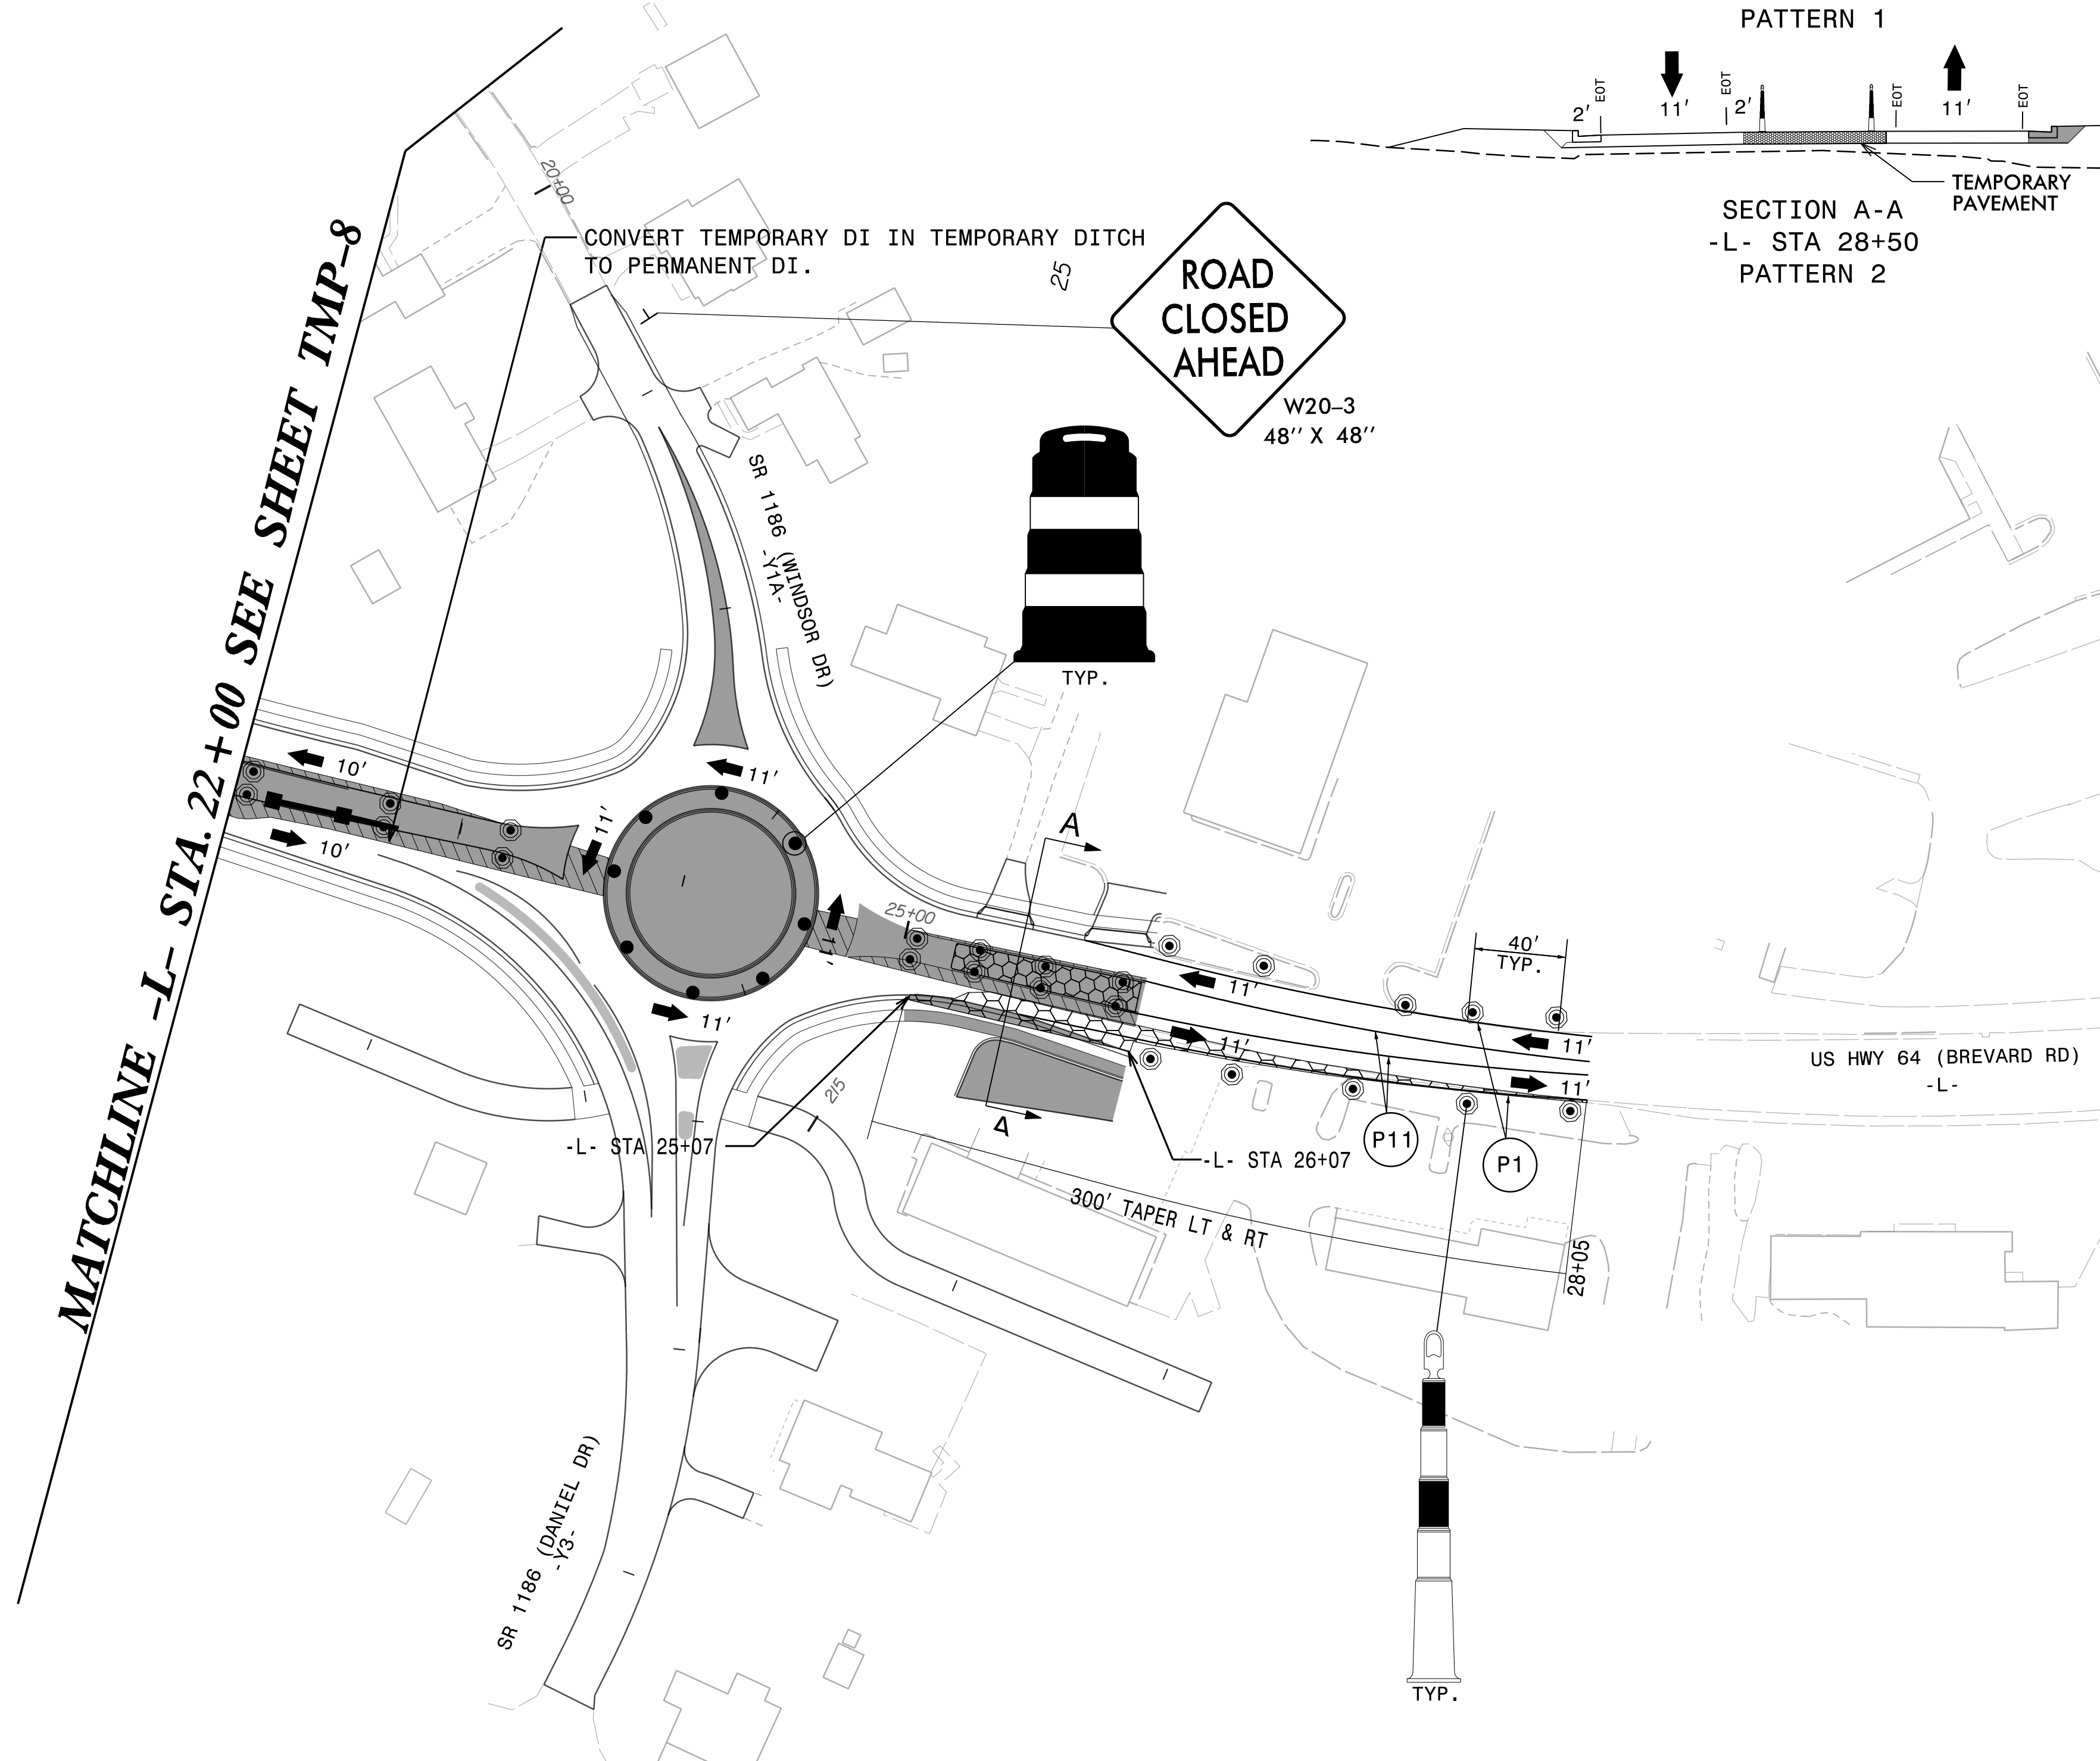 PATTERN 1
EOT
EOT
EOT
EOT
2'
11'
2'
11'
TEMPORARY
PAVEMENT
SECTION A-A
-L- STA 28+50
PATTERN 2
20+00
CONVERT TEMPORARY DI IN TEMPORARY DITCH
TO PERMANENT DI.
25
ROAD
CLOSED
AHEAD
W20-3
48'' X 48''
MATCHLINE -L- STA. 22+00 SEE SHEET TMP-8
SR 1186 (WINDSOR DR)
-Y1A-
TYP.
10'
11'
11'
10'
A
25+00
11'
40'
TYP.
11'
11'
11'
11'
11'
US HWY 64 (BREVARD RD)
-L-
2/5
A
-L- STA 25+07
-L- STA 26+07
P11
P1
300' TAPER LT & RT
28+05
SR 1186 (DANIEL DR)
-Y3-
TYP.